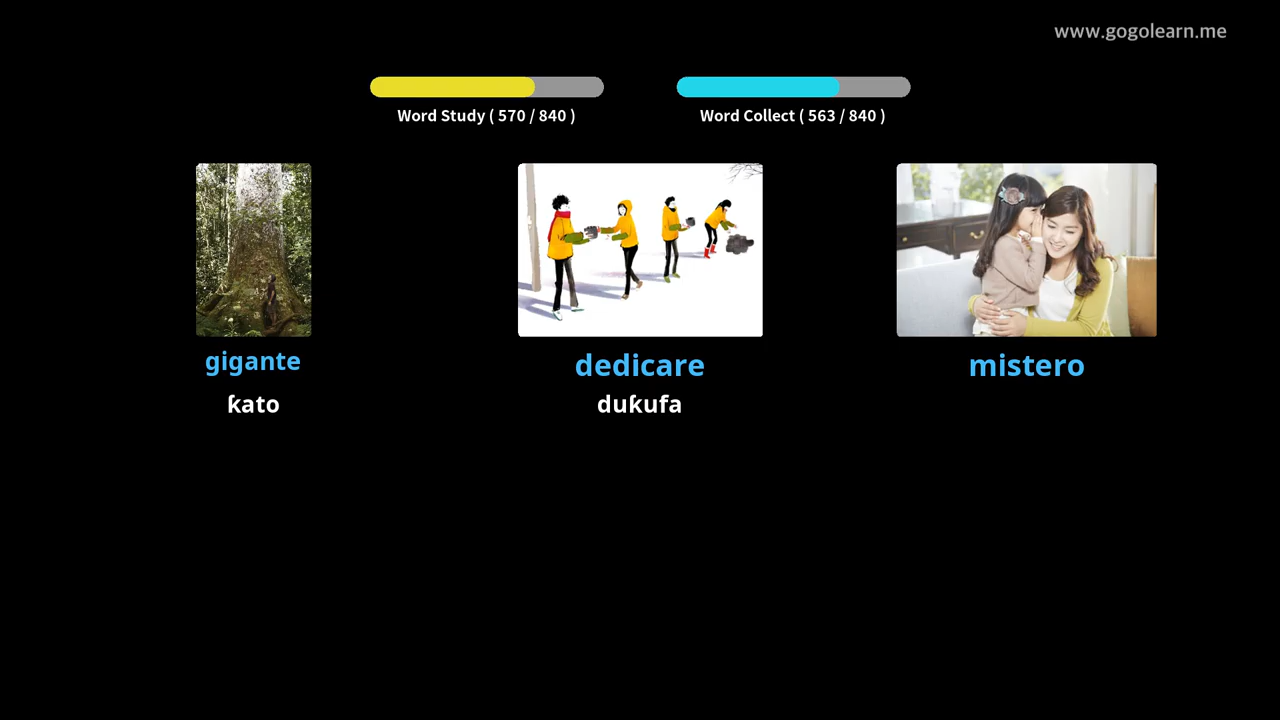 www.gogolearn.me
Word Study ( 570 / 840 )
Word Collect ( 563 / 840 )
gigante
ƙato
dedicare
duƙufa
mistero